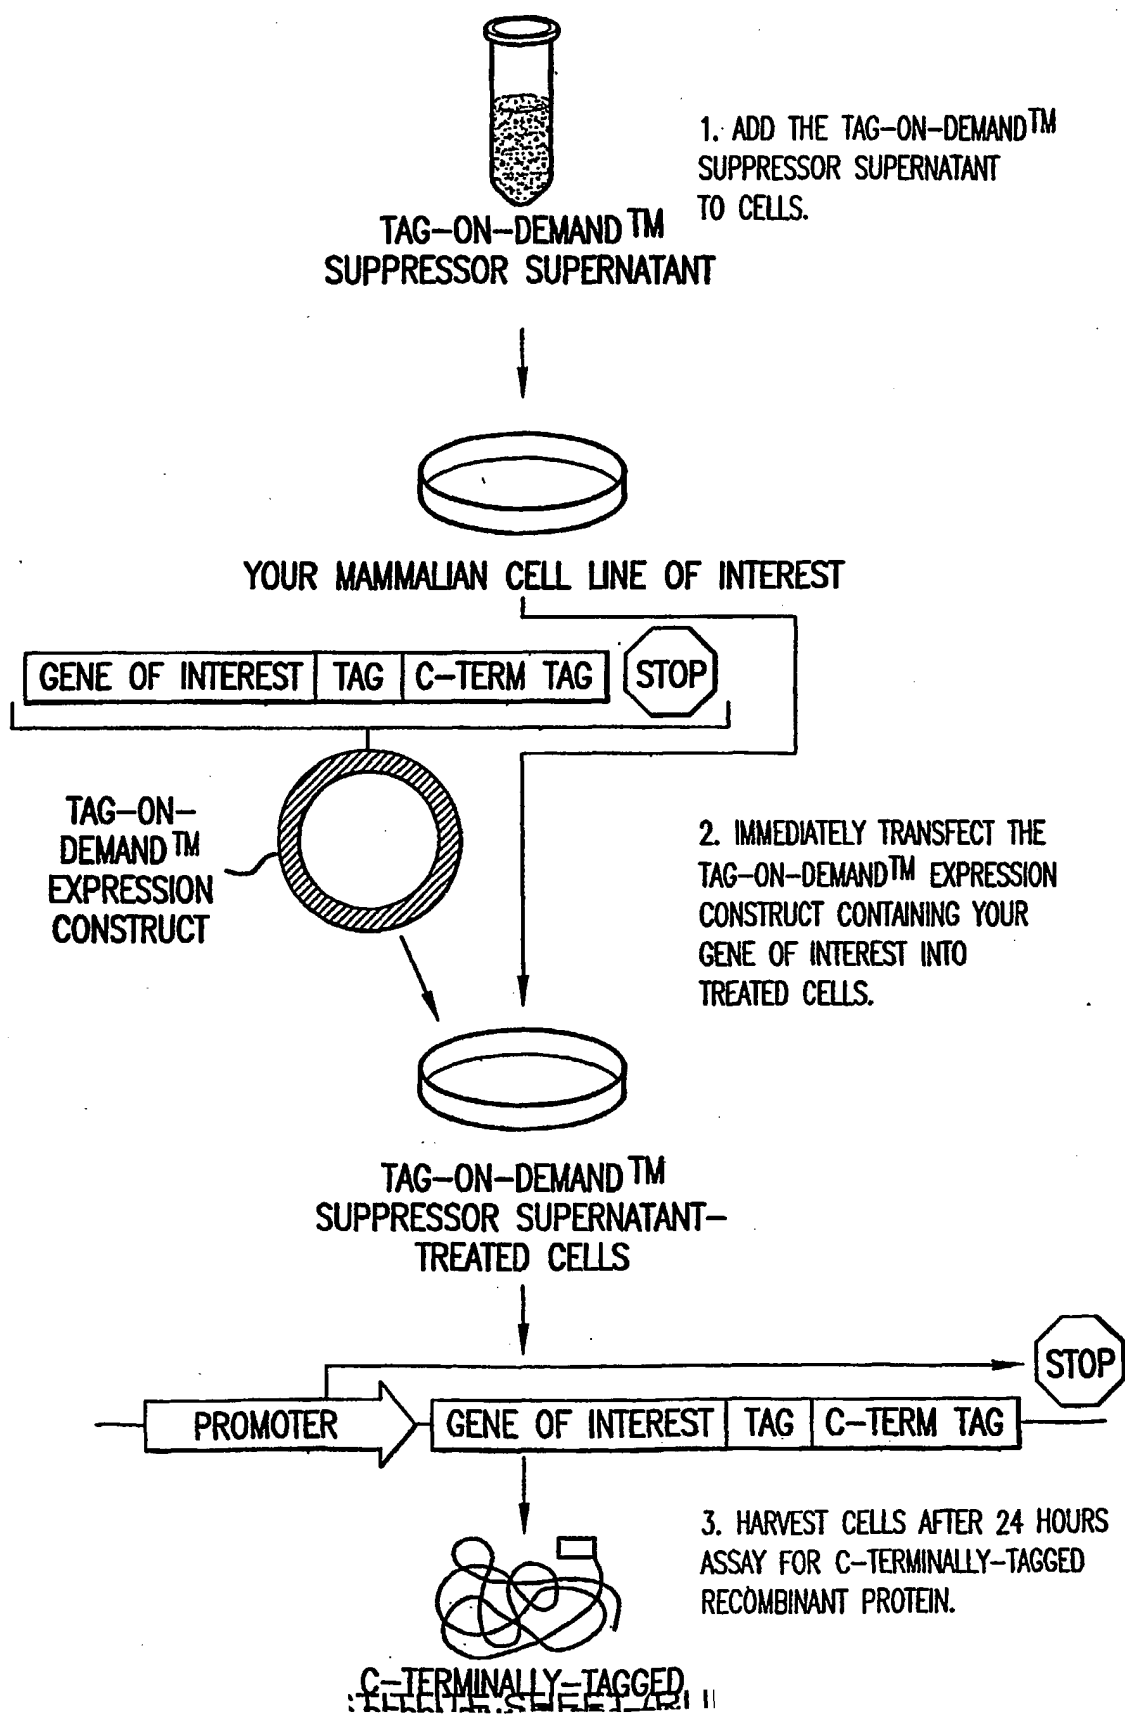 1. ADD THE TAG-ON-DEMAND™
SUPPRESSOR SUPERNATANT
TO CELLS.
TAG-ON-DEMAND™
SUPPRESSOR SUPERNATANT
YOUR MAMMALIAN CELL LINE OF INTEREST
GENE OF INTEREST TAG C-TERM TAG STOP
TAG-ON-
DEMAND™
EXPRESSION
CONSTRUCT
2. IMMEDIATELY TRANSFECT THE
TAG-ON-DEMAND™ EXPRESSION
CONSTRUCT CONTAINING YOUR
GENE OF INTEREST INTO
TREATED CELLS.
TAG-ON-DEMAND™
SUPPRESSOR SUPERNATANT-
TREATED CELLS
STOP
PROMOTER GENE OF INTEREST TAG C-TERM TAG
3. HARVEST CELLS AFTER 24 HOURS
ASSAY FOR C-TERMINALLY-TAGGED
RECOMBINANT PROTEIN.
C-TERMINALLY-TAGGED